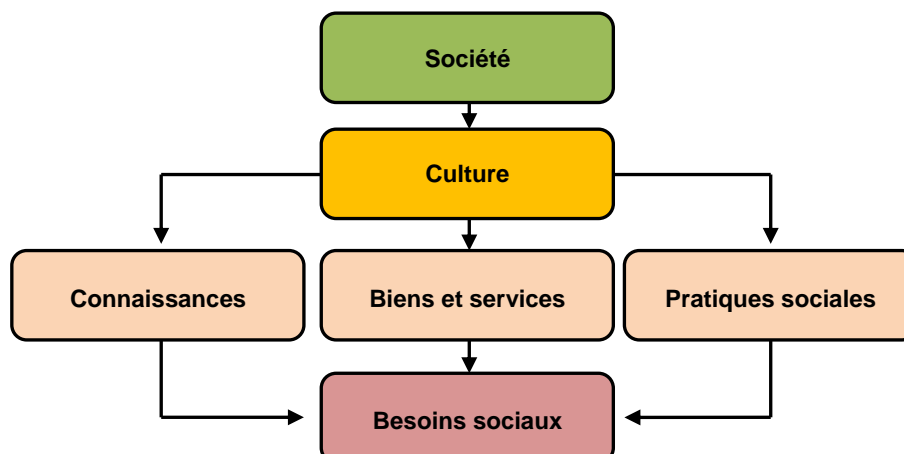 Société
Culture
Connaissances
Biens et services
Pratiques sociales
Besoins sociaux